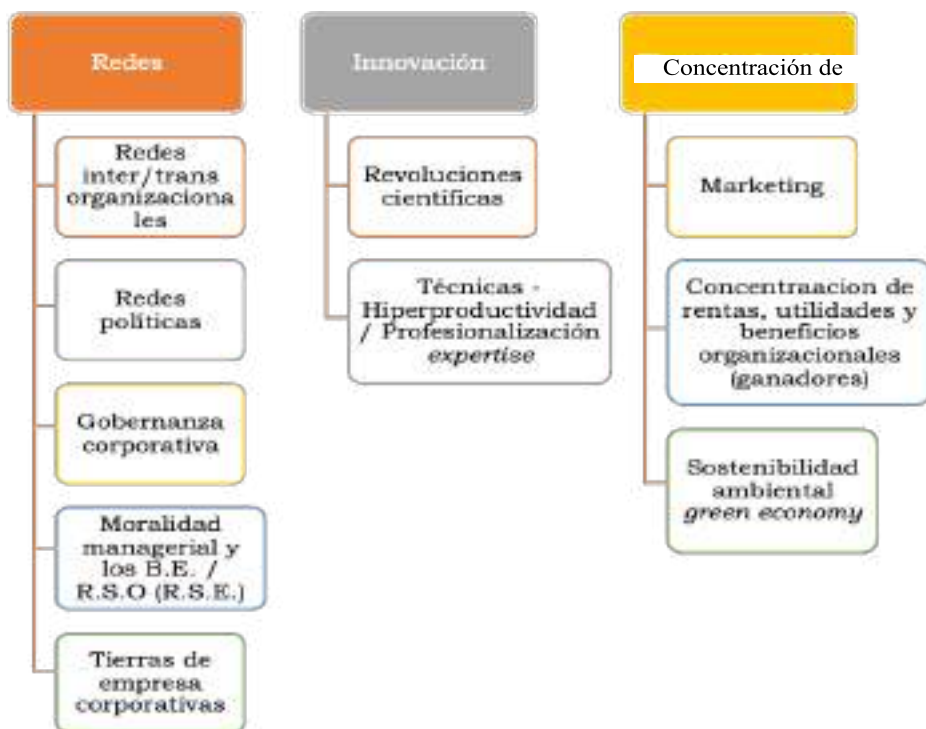 Redes
Redes
inter/trans
organizaciona
les
Redes
políticas
Gobernanza
corporativa
Moralidad
managerial y
los B.E. /
R.S.O (R.S.E.)
Tierras de
empresa
corporativas
Innovación
Revoluciones
científicas
Técnicas -
Hiperproductividad
/ Profesionalización
expertise
Concentración de
Marketing
Concentraacion de
rentas, utilidades y
beneficios
organizacionales
(ganadores)
Sostenibilidad
ambiental
green economy